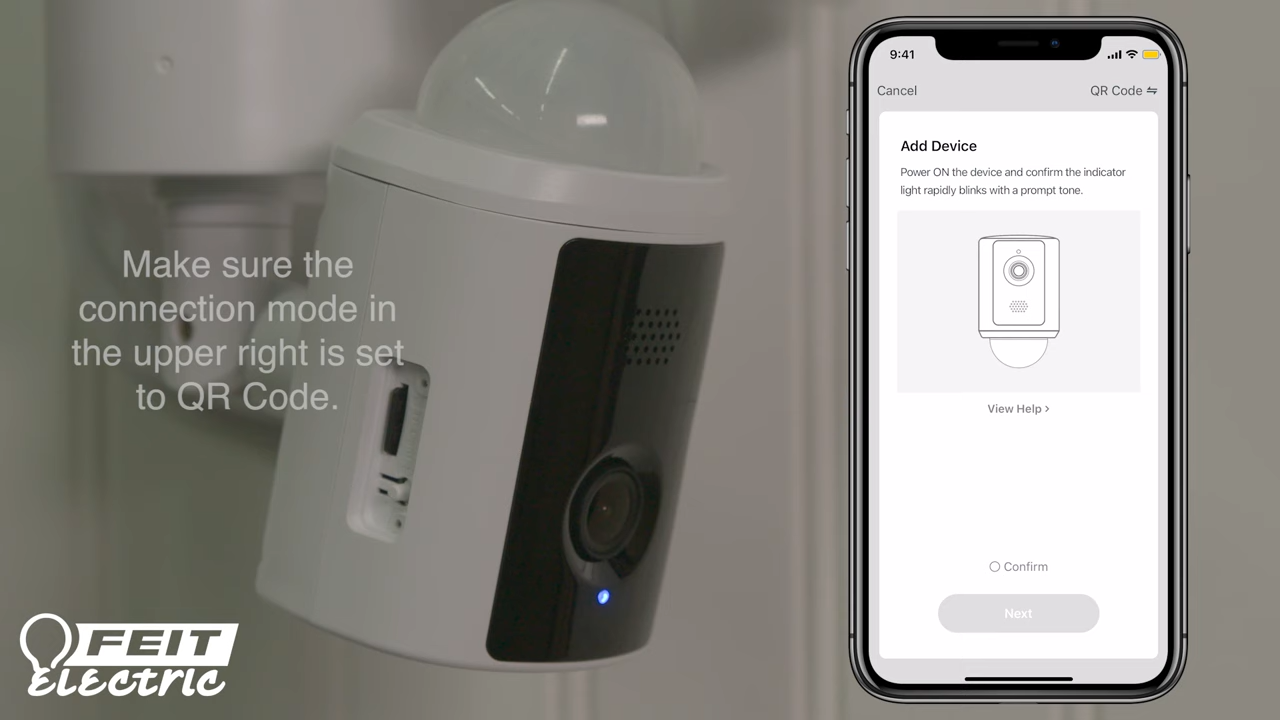 Make sure the
connection mode in
the upper right is set
to QR Code.
FEIT
Electric
9:41
Cancel
QR Code
Add Device
Power ON the device and confirm the indicator
light rapidly blinks with a prompt tone.
View Help >
Confirm
Next